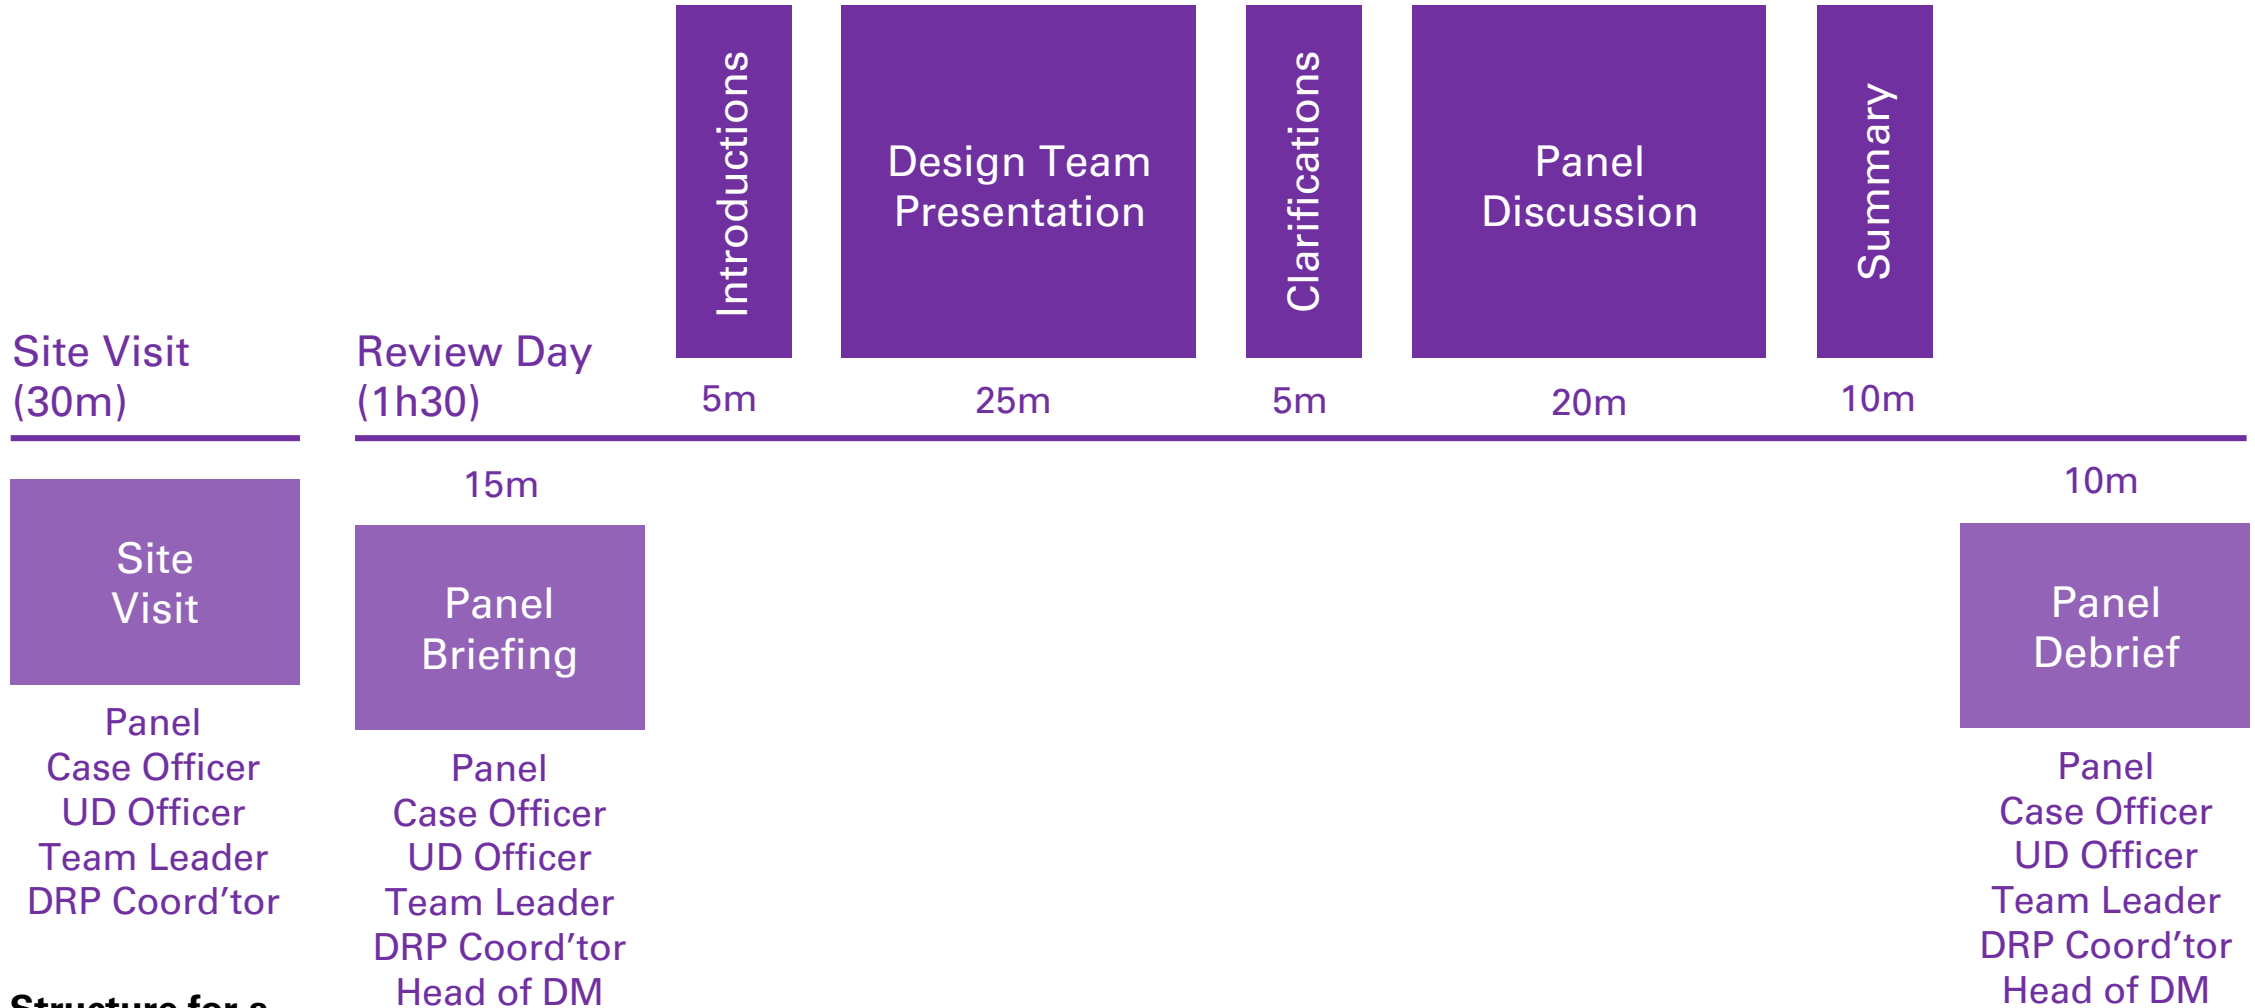 Introductions
Design Team
Presentation
Clarifications
Panel
Discussion
Summary
Site Visit
(30m)
Review Day
(1h30)
5m
25m
5m
20m
10m
15m
10m
Site
Visit
Panel
Case Officer
UD Officer
Team Leader
DRP Coord’tor
Panel
Briefing
Panel
Case Officer
UD Officer
Team Leader
DRP Coord’tor
Head of DM
Panel
Debrief
Panel
Case Officer
UD Officer
Team Leader
DRP Coord’tor
Head of DM
Structure for a